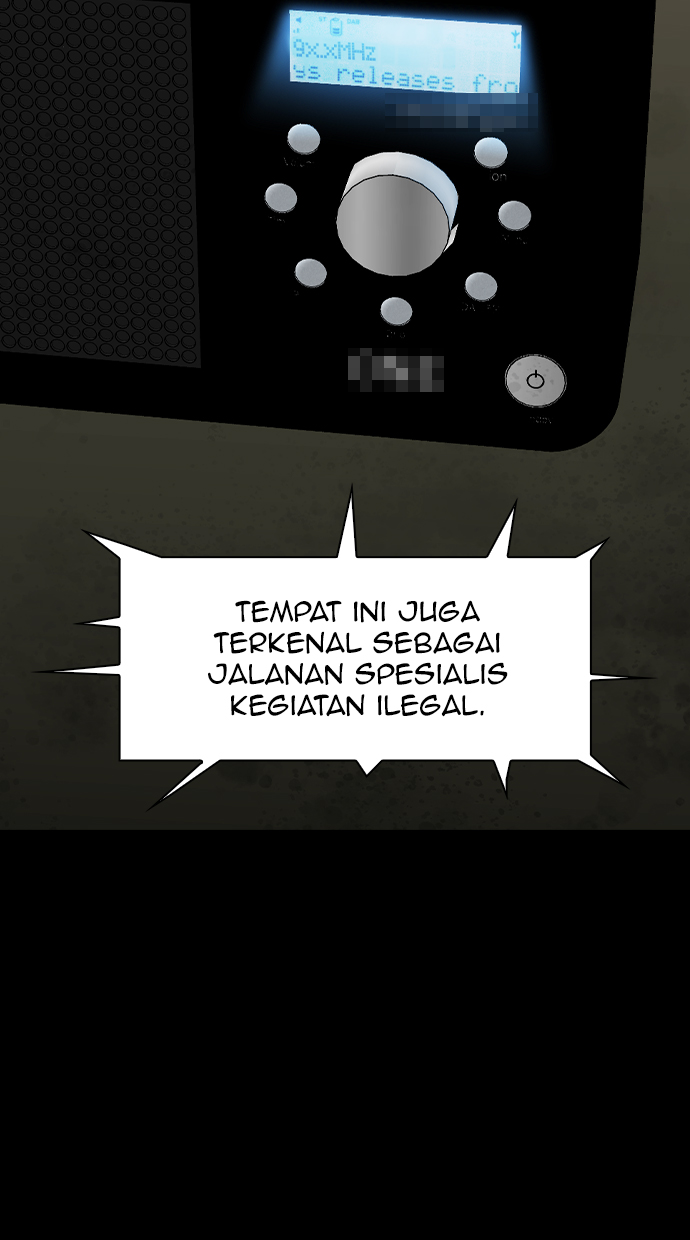 9x.xMHz
ys releases fro
on
TEMPAT INI JUGA
TERKENAL SEBAGAI
JALANAN SPESIALIS
KEGIATAN ILEGAL.